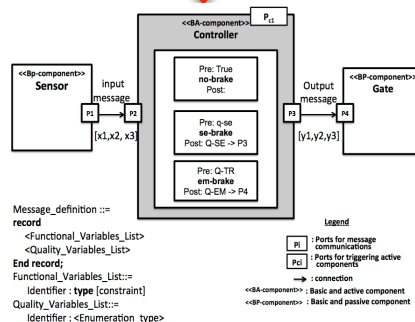 <<BA-component>>
Controller
Pc1
<<Bp-component>>
Sensor
input
message
P1
P2
[x1,x2, x3]
Pre: True
no-brake
Post:
Pre: q-se
se-brake
Post: Q-SE -> P3
Pre: Q-TR
em-brake
Post: Q-EM -> P4
Output
message
P3
P4
[y1,y2,y3]
<<BP-component>>
Gate
Message_definition ::=
record
<Functional_Variables_List>
<Quality_Variables_List>
End record;
Functional_Variables_List::=
Identifier : type [constraint]
Quality_Variables_List::=
Identifier : <Enumeration_type>
Legend
Pi : Ports for message
communications
Pci : Ports for triggering active
components
: connection
<<BA-component>> : Basic and active component
<<BP-component>> : Basic and passive component